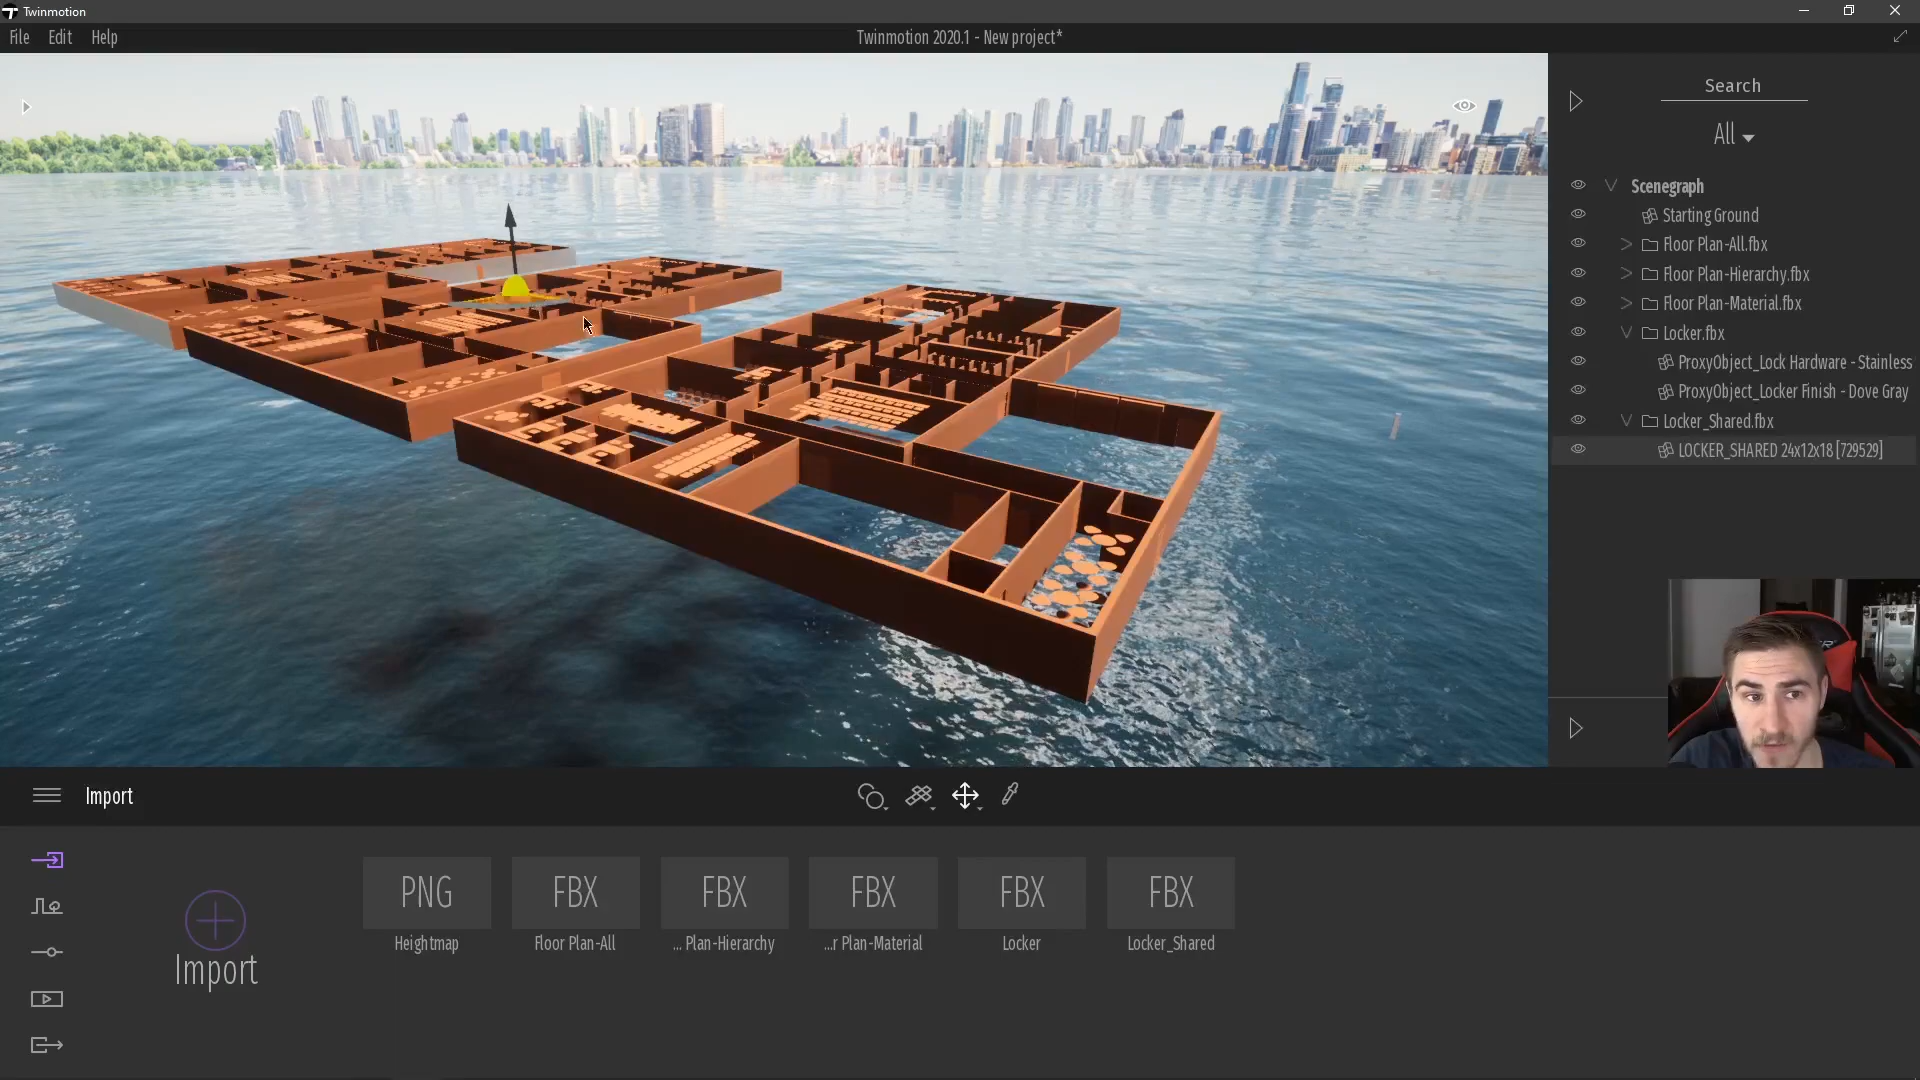 Twinmotion
File Edit Help
Twinmotion 2020.1 - New project*
Search
All
Scenegraph
Starting Ground
Floor Plan-All.fbx
Floor Plan-Hierarchy.fbx
Floor Plan-Material.fbx
Locker.fbx
ProxyObject_Lock Hardware - Stainless
ProxyObject_Locker Finish - Dove Gray
Locker_Shared.fbx
LOCKER_SHARED 24x12x18 [729529]
Import
Import
PNG
Heightmap
FBX
Floor Plan-All
FBX
... Plan-Hierarchy
FBX
...r Plan-Material
FBX
Locker
FBX
Locker_Shared